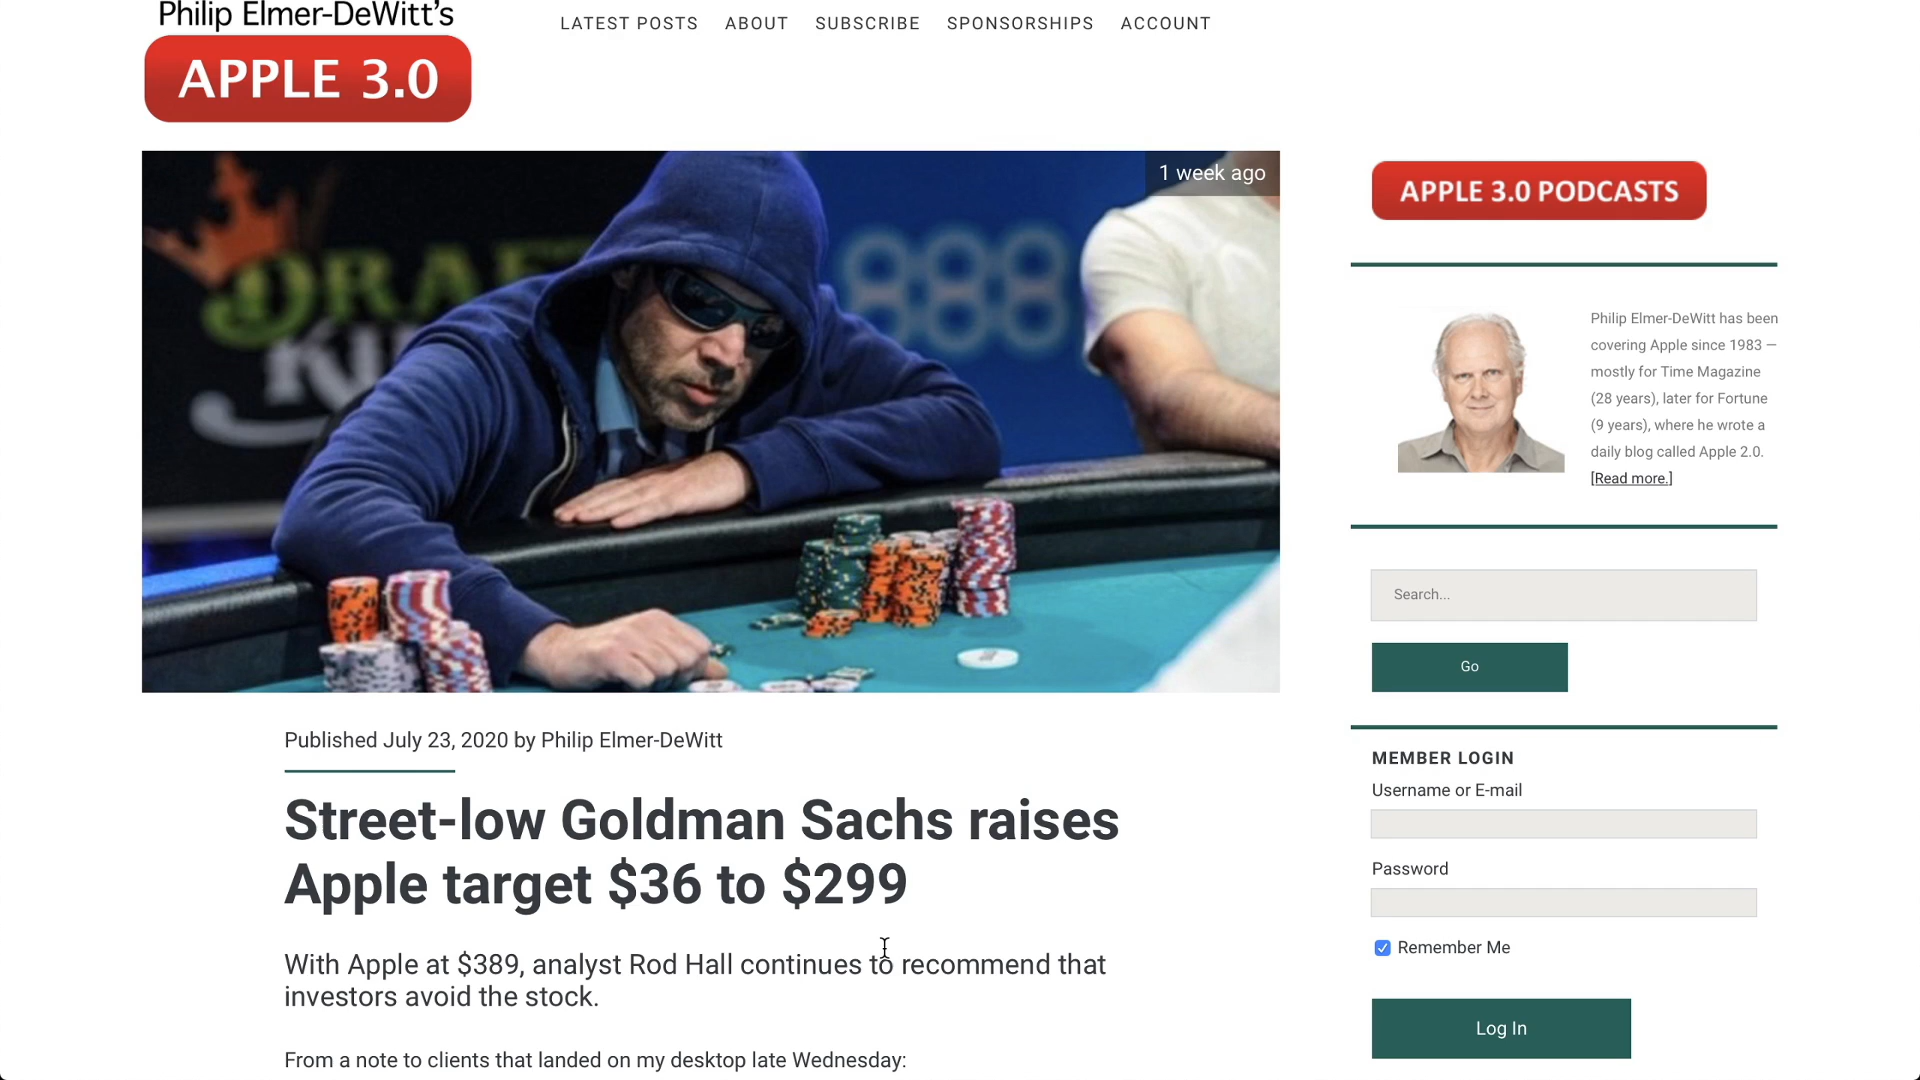 Philip Elmer-DeWitt's
APPLE 3.0
LATEST POSTS
ABOUT
SUBSCRIBE
SPONSORSHIPS
ACCOUNT
1 week ago
888
Published July 23, 2020 by Philip Elmer-DeWitt
Street-low Goldman Sachs raises
Apple target $36 to $299
With Apple at $389, analyst Rod Hall continues to recommend that
investors avoid the stock.
From a note to clients that landed on my desktop late Wednesday:
APPLE 3.0 PODCASTS
Philip Elmer-DeWitt has been
covering Apple since 1983 —
mostly for Time Magazine
(28 years), later for Fortune
(9 years), where he wrote a
daily blog called Apple 2.0.
[Read more.]
Search...
Go
MEMBER LOGIN
Username or E-mail
Password
Remember Me
Log In